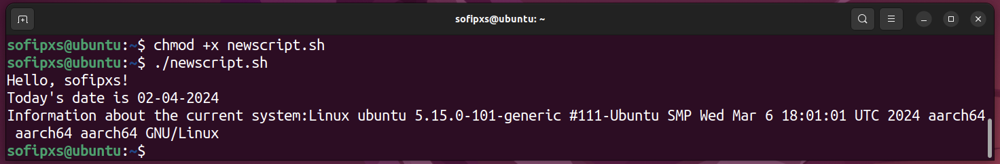 sofipxs@ubuntu: ~
sofipxs@ubuntu:~$ chmod +x newscript.sh
sofipxs@ubuntu:~$ ./newscript.sh
Hello, sofipxs!
Today's date is 02-04-2024
Information about the current system:Linux ubuntu 5.15.0-101-generic #111-Ubuntu SMP Wed Mar 6 18:01:01 UTC 2024 aarch64
 aarch64 aarch64 GNU/Linux
sofipxs@ubuntu:~$